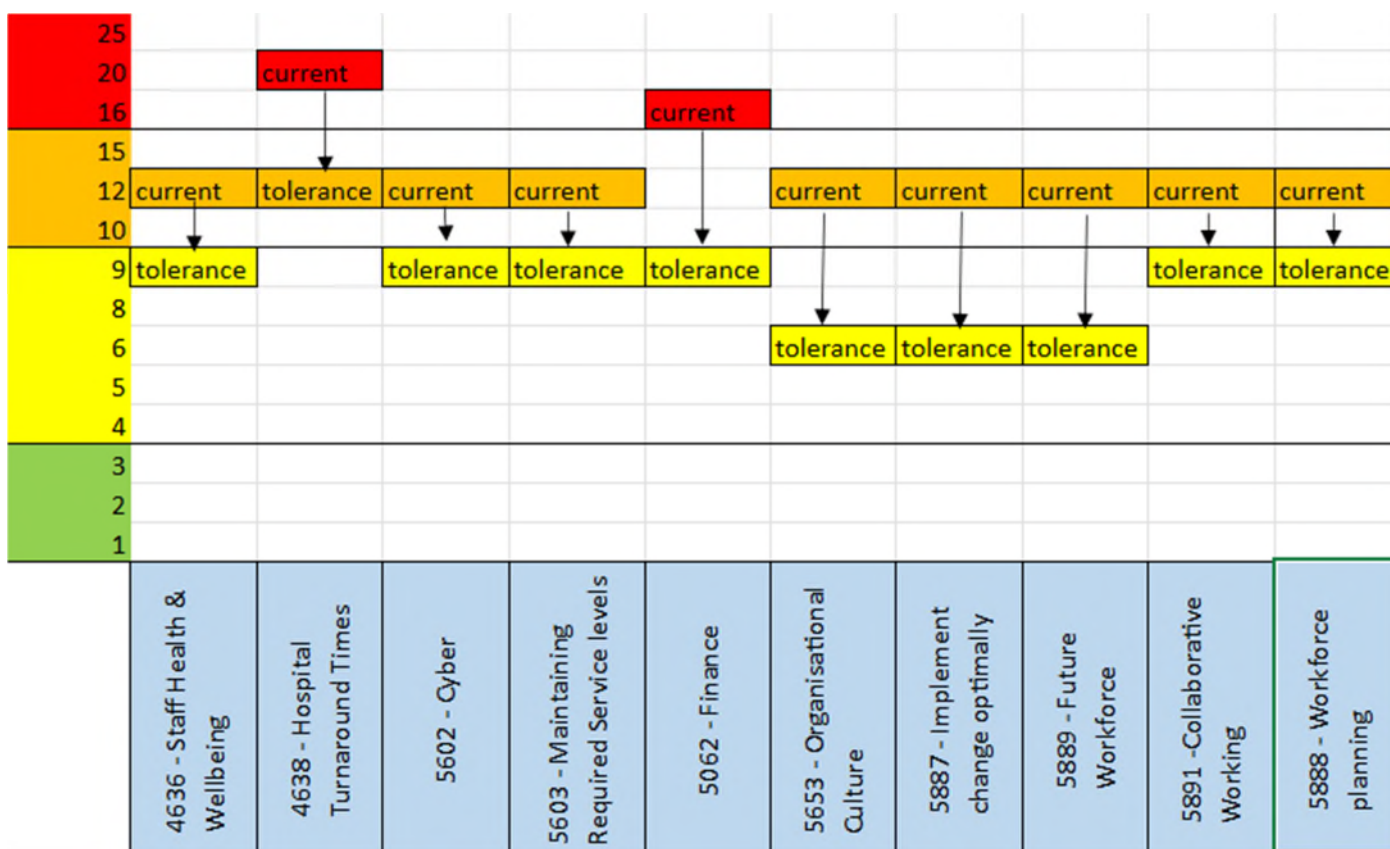 25
20 current
16 current
15
12 current tolerance current current current current current current current
10
9 tolerance tolerance tolerance tolerance tolerance tolerance
8
6 tolerance tolerance tolerance
5
4
3
2
1
4636 - Staff Health &
Wellbeing
4638 - Hospital
Turnaround Times
5602 - Cyber
5603 - Maintaining
Required Service levels
5062 - Finance
5653 - Organisational
Culture
5887 - Implement
change optimally
5889 - Future
Workforce
5891 -Collaborative
Working
5888 - Workforce
planning